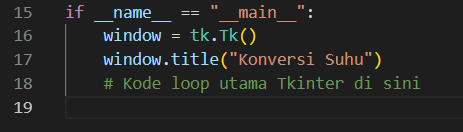 15 if __name__ == "__main__":
16     window = tk.Tk()
17     window.title("Konversi Suhu")
18     # Kode loop utama Tkinter di sini
19